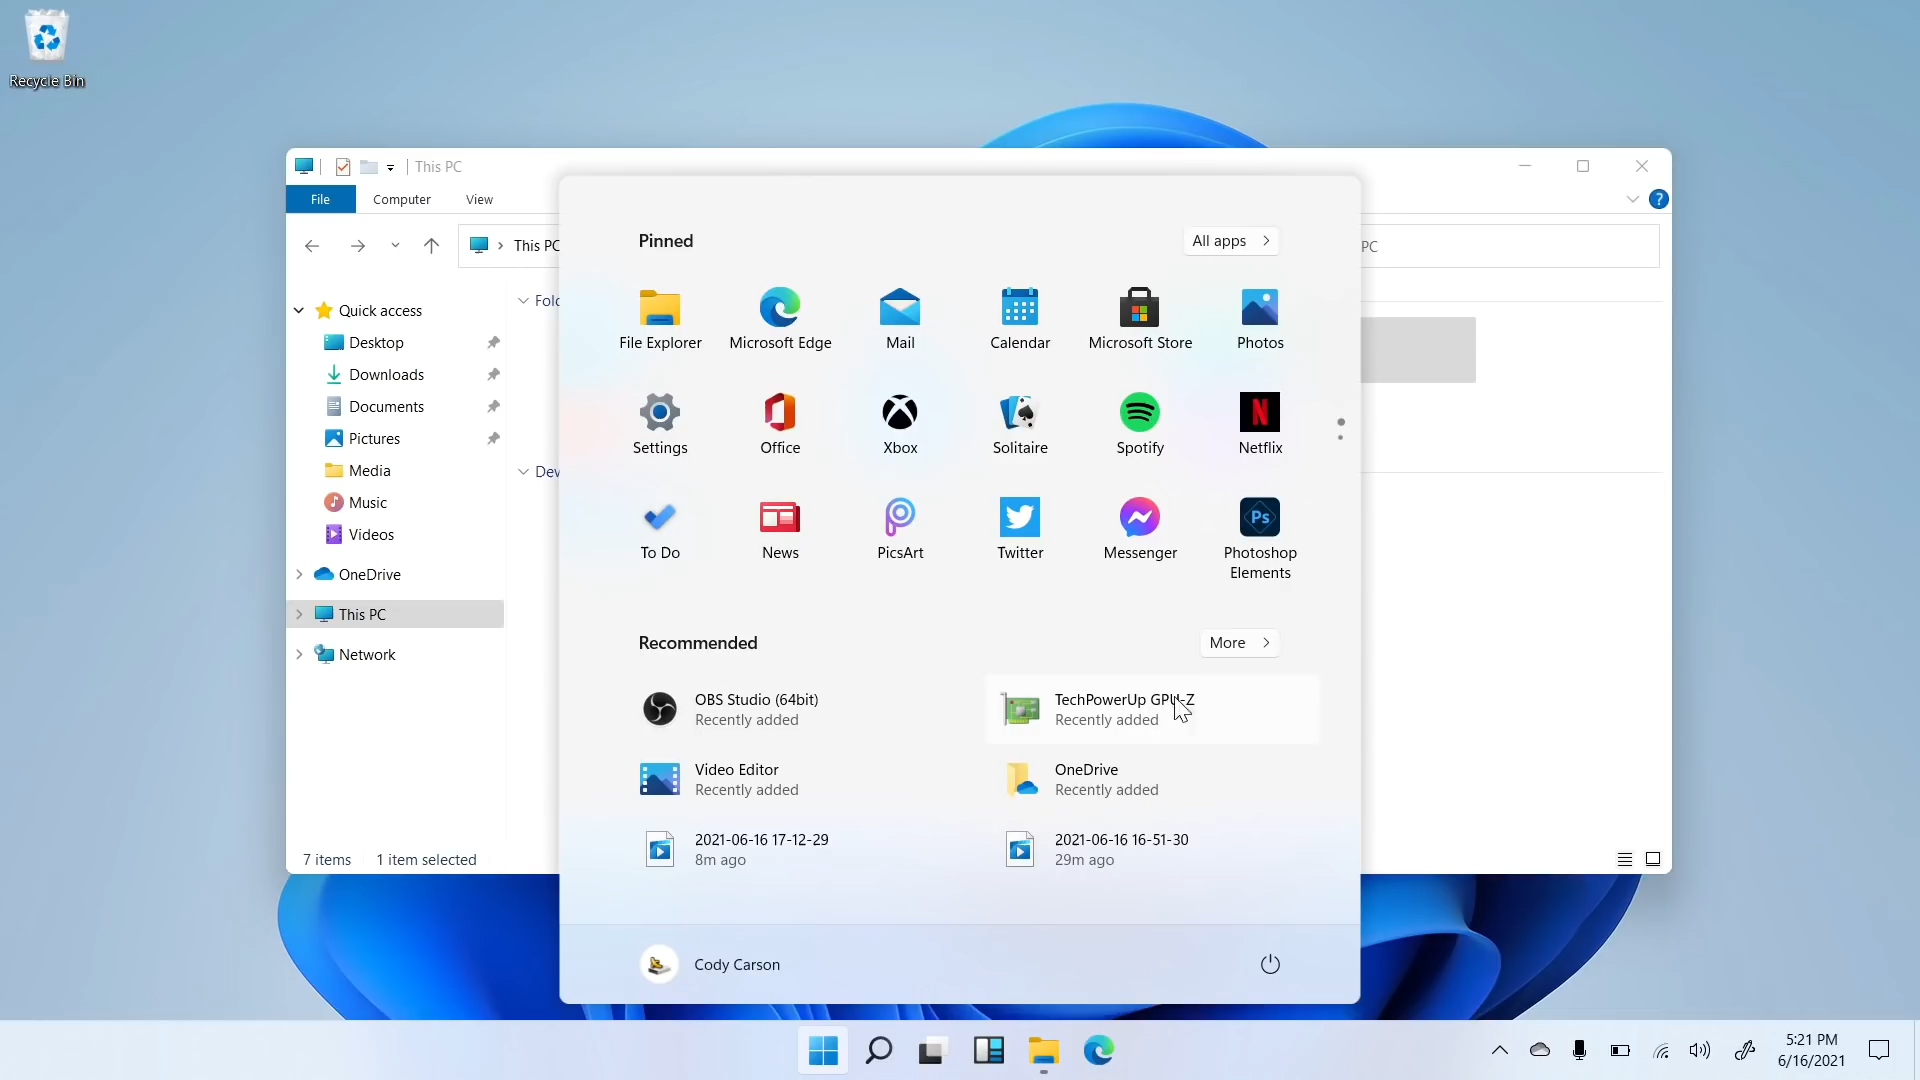 Recycle Bin
This PC
File
Computer
View
?
This PC
PC
Quick access
Desktop
Downloads
Documents
Pictures
Media
Music
Videos
OneDrive
This PC
Network
Fold
Dev
7 items
1 item selected
Pinned
All apps
File Explorer
Microsoft Edge
Mail
Calendar
Microsoft Store
Photos
Settings
Office
Xbox
Solitaire
Spotify
N
Netflix
To Do
News
PicsArt
Twitter
Messenger
Ps
Photoshop
Elements
Recommended
More
OBS Studio (64bit)
Recently added
TechPowerUp GPU-Z
Recently added
Video Editor
Recently added
OneDrive
Recently added
2021-06-16 17-12-29
8m ago
2021-06-16 16-51-30
29m ago
Cody Carson
5:21 PM
6/16/2021